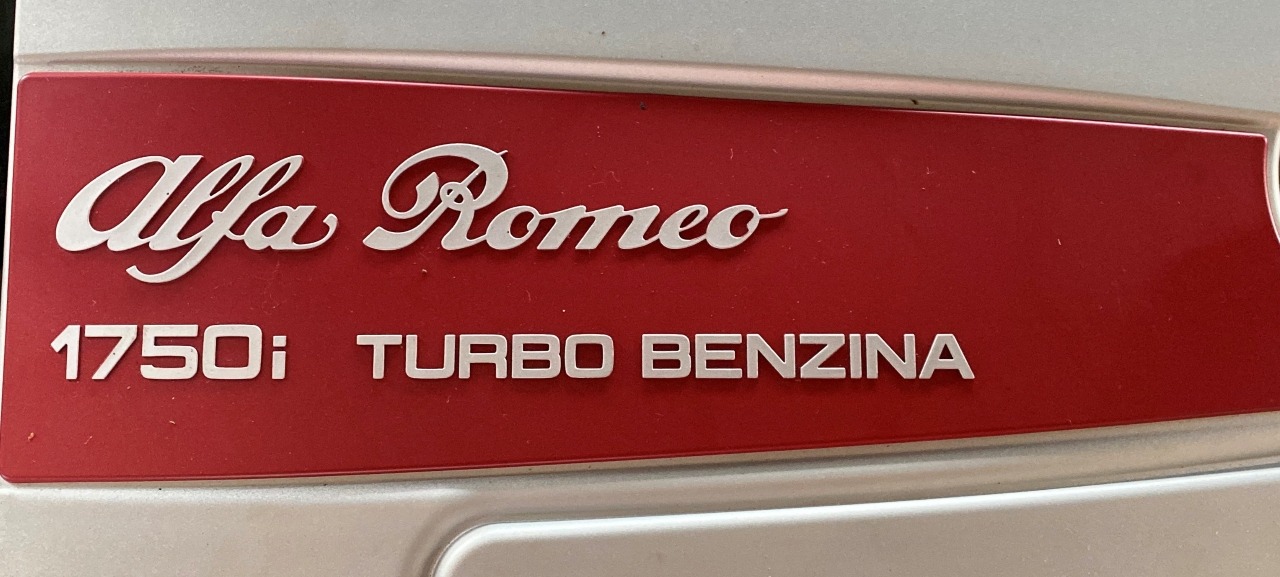 Alfa Romeo
1750i TURBO BENZINA